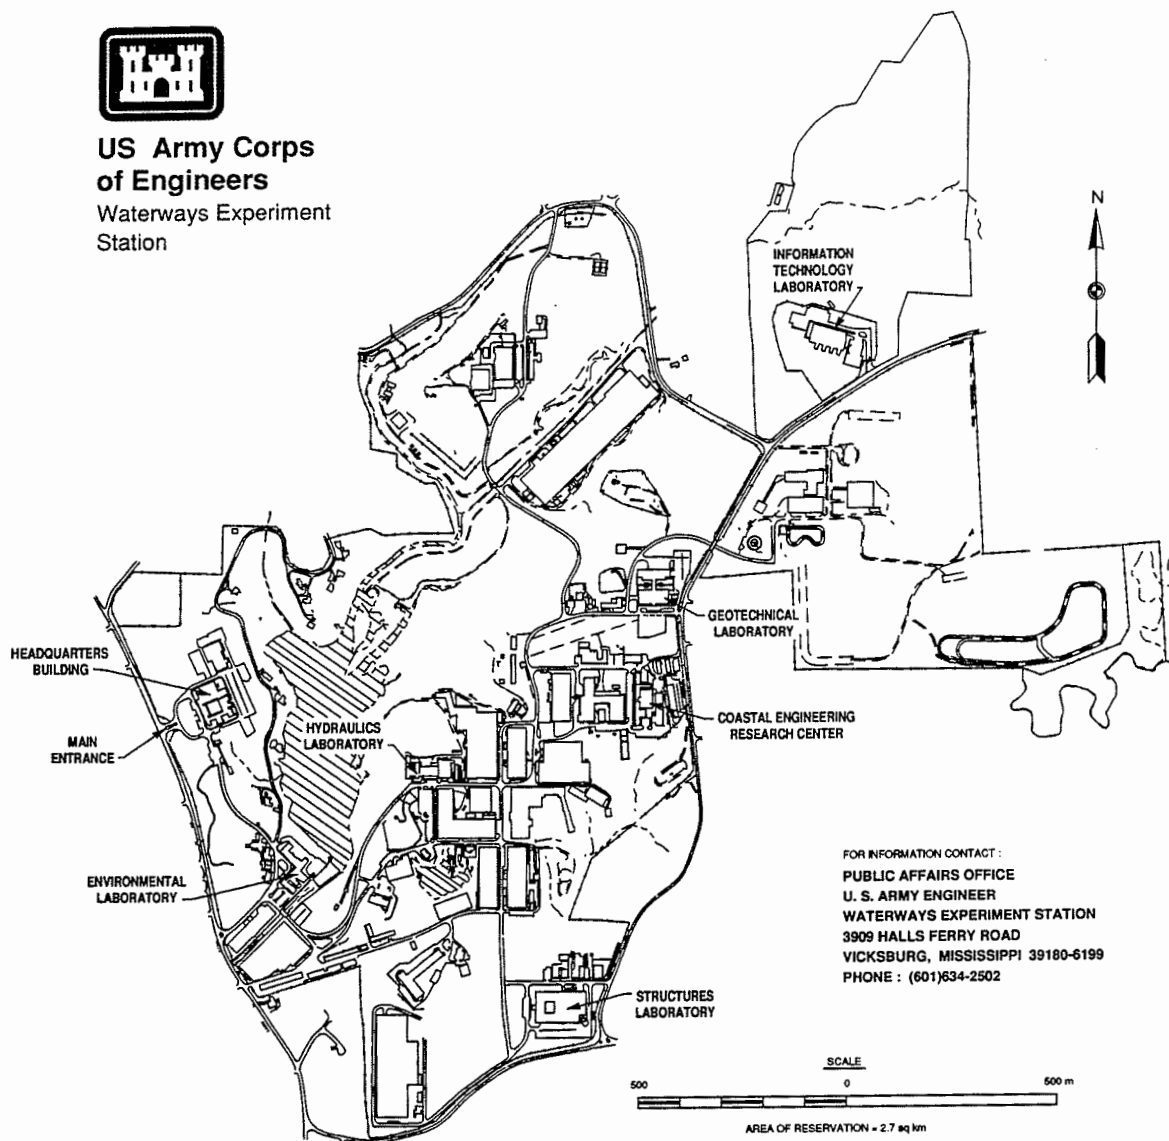 US Army Corps
of Engineers
Waterways Experiment
Station
N
INFORMATION
TECHNOLOGY
LABORATORY
GEOTECHNICAL
LABORATORY
HEADQUARTERS
BUILDING
MAIN
ENTRANCE
HYDRAULICS
LABORATORY
COASTAL ENGINEERING
RESEARCH CENTER
ENVIRONMENTAL
LABORATORY
STRUCTURES
LABORATORY
FOR INFORMATION CONTACT :
PUBLIC AFFAIRS OFFICE
U. S. ARMY ENGINEER
WATERWAYS EXPERIMENT STATION
3909 HALLS FERRY ROAD
VICKSBURG, MISSISSIPPI 39180-6199
PHONE : (601)634-2502
SCALE
500 0 500 m
AREA OF RESERVATION = 2.7 sq km